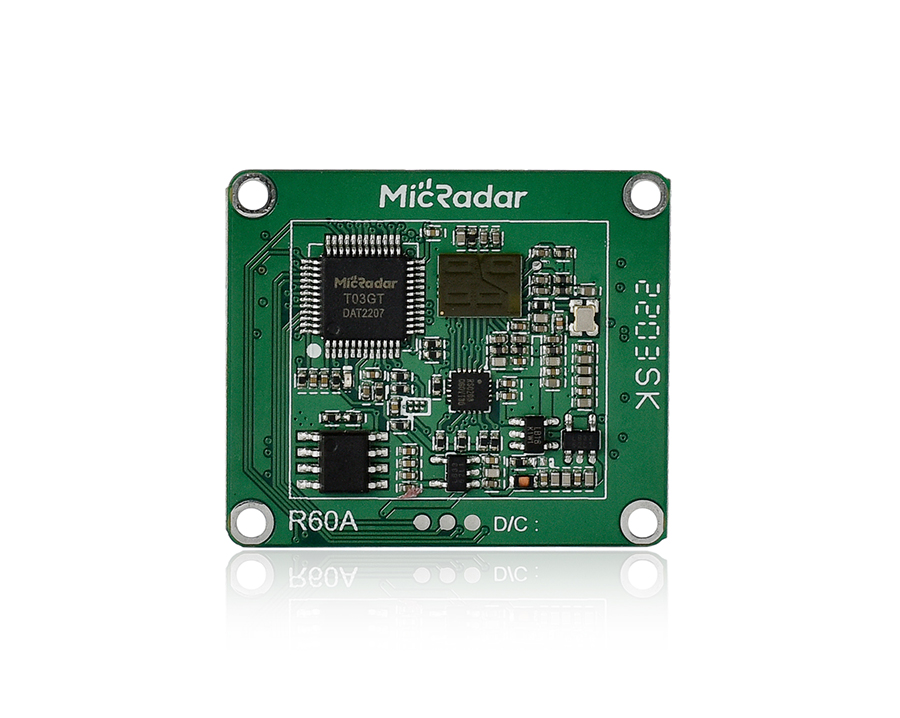 MicRadar
MicRadar
T03GT
DAT2207
2203SK
R60A
D/C :